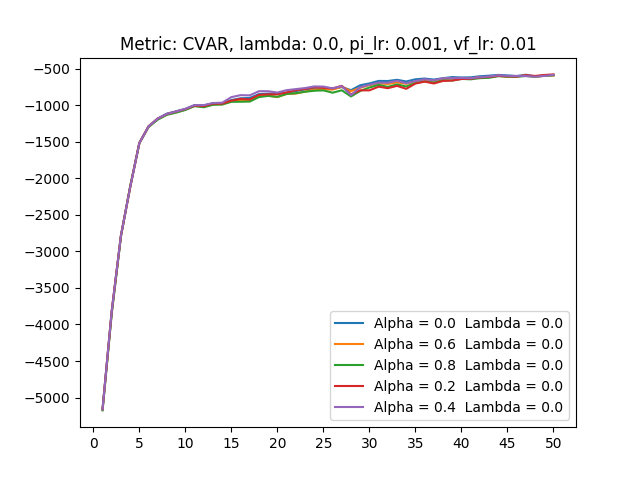 Metric: CVAR, lambda: 0.0, pi_lr: 0.001, vf_lr: 0.01
−500
−1000
−1500
−2000
−2500
−3000
−3500
−4000
−4500
−5000
Alpha = 0.0 Lambda = 0.0
Alpha = 0.6 Lambda = 0.0
Alpha = 0.8 Lambda = 0.0
Alpha = 0.2 Lambda = 0.0
Alpha = 0.4 Lambda = 0.0
0 5 10 15 20 25 30 35 40 45 50